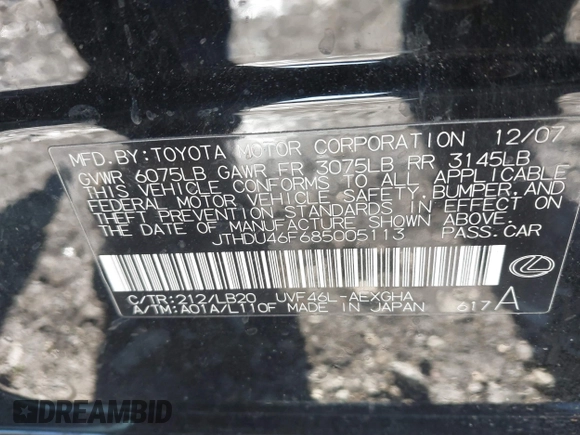 MFD.BY:TOYOTA MOTOR CORPORATION 12/07
GVWR 6075LB GAWR FR 3075LB RR 3145LB
THIS VEHICLE CONFORMS TO ALL APPLICABLE
FEDERAL MOTOR VEHICLE SAFETY, BUMPER, AND
THEFT PREVENTION STANDARDS IN EFFECT ON
THE DATE OF MANUFACTURE SHOWN ABOVE.
JTHDU46F685005113 PASS.CAR
C/TR:212/LB20 UVF46L-AEXGHA
A/TM:A01A/L110F MADE IN JAPAN 617A
DREAMBID